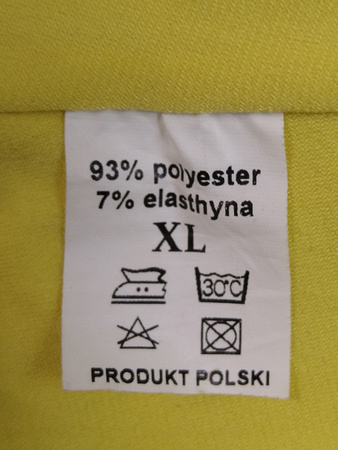 93% polyester
7% elasthyna
XL
30°C
PRODUKT POLSKI